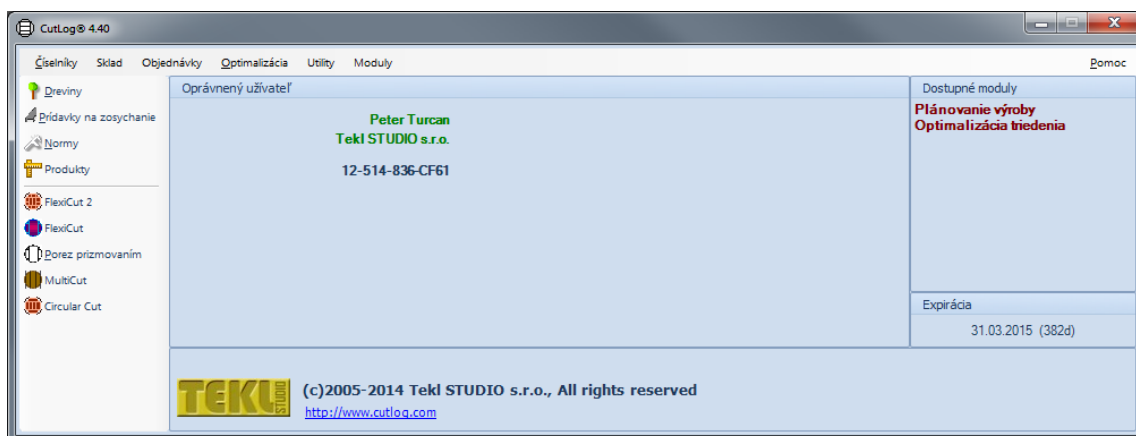 CutLog® 4.40
Číselníky Sklad Objednávky Optimalizácia Utility Moduly Pomoc
Dreviny
Prídavky na zosychanie
Normy
Produkty
FlexiCut 2
FlexiCut
Porez prizmovaním
MultiCut
Circular Cut
Oprávnený užívateľ
Peter Turcan
Tekl STUDIO s.r.o.
12-514-836-CF61
Dostupné moduly
Plánovanie výroby
Optimalizácia triedenia
Expirácia
31.03.2015 (382d)
TEKL STUDIO
(c)2005-2014 Tekl STUDIO s.r.o., All rights reserved
http://www.cutlog.com